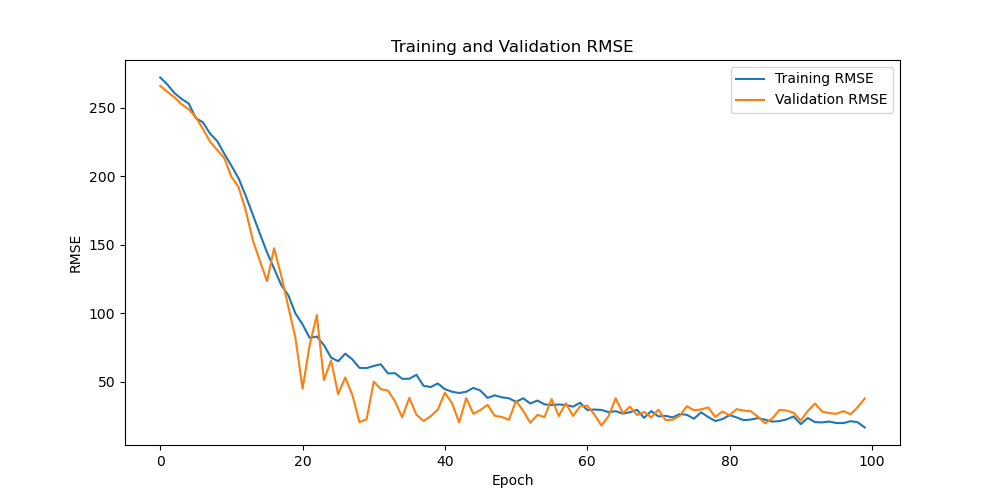 Training and Validation RMSE
Training RMSE
Validation RMSE
RMSE
250
200
150
100
50
0 20 40 60 80 100
Epoch